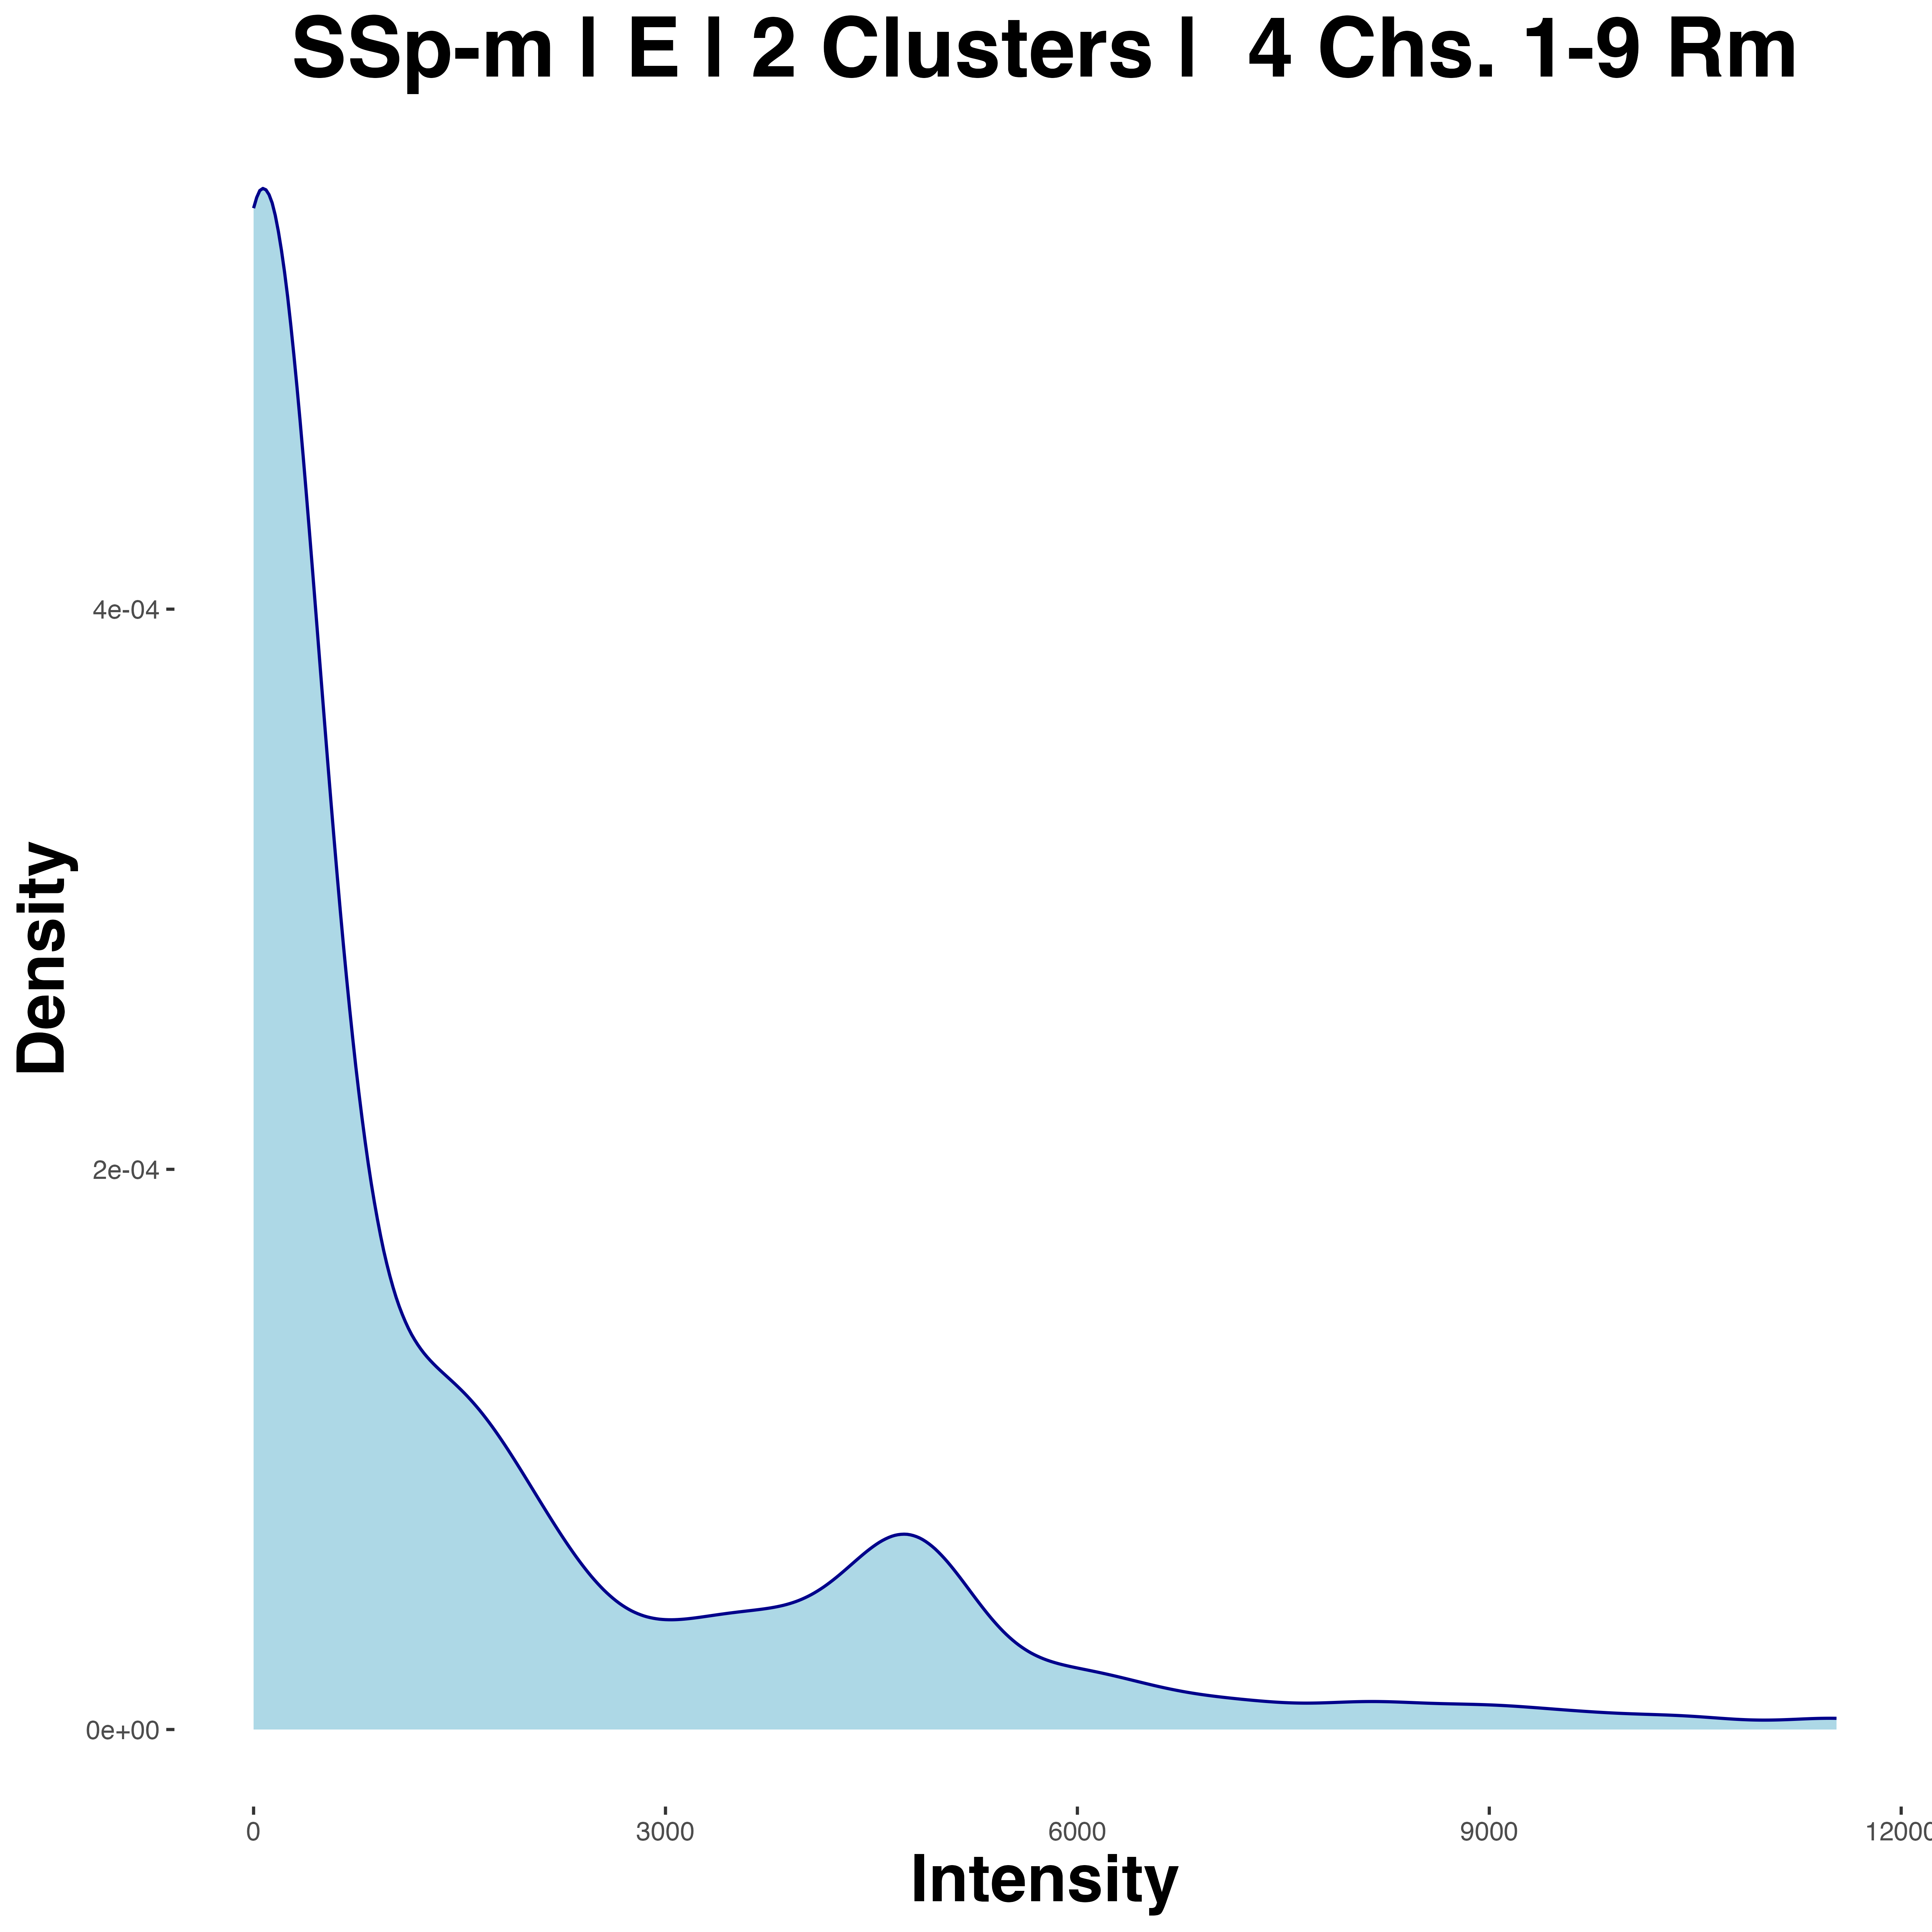 SSp-m | E | 2 Clusters |  4 Chs. 1-9 Rm
Density
4e-04
2e-04
0e+00
0
3000
6000
9000
12000
Intensity